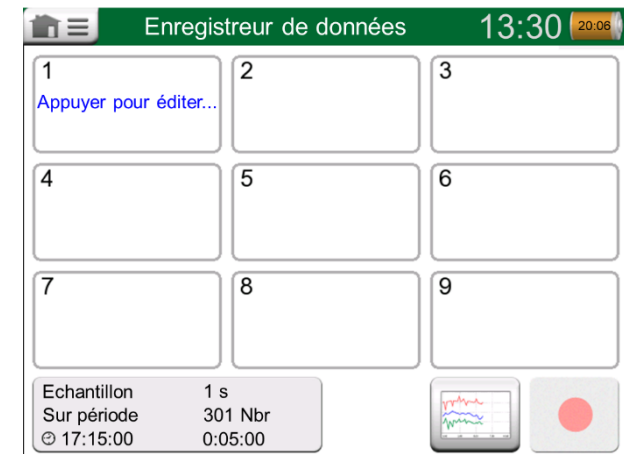 Enregistreur de données 13:30 20:06
1 2 3
Appuyer pour éditer...
4 5 6
7 8 9
Echantillon 1 s
Sur période 301 Nbr
17:15:00 0:05:00